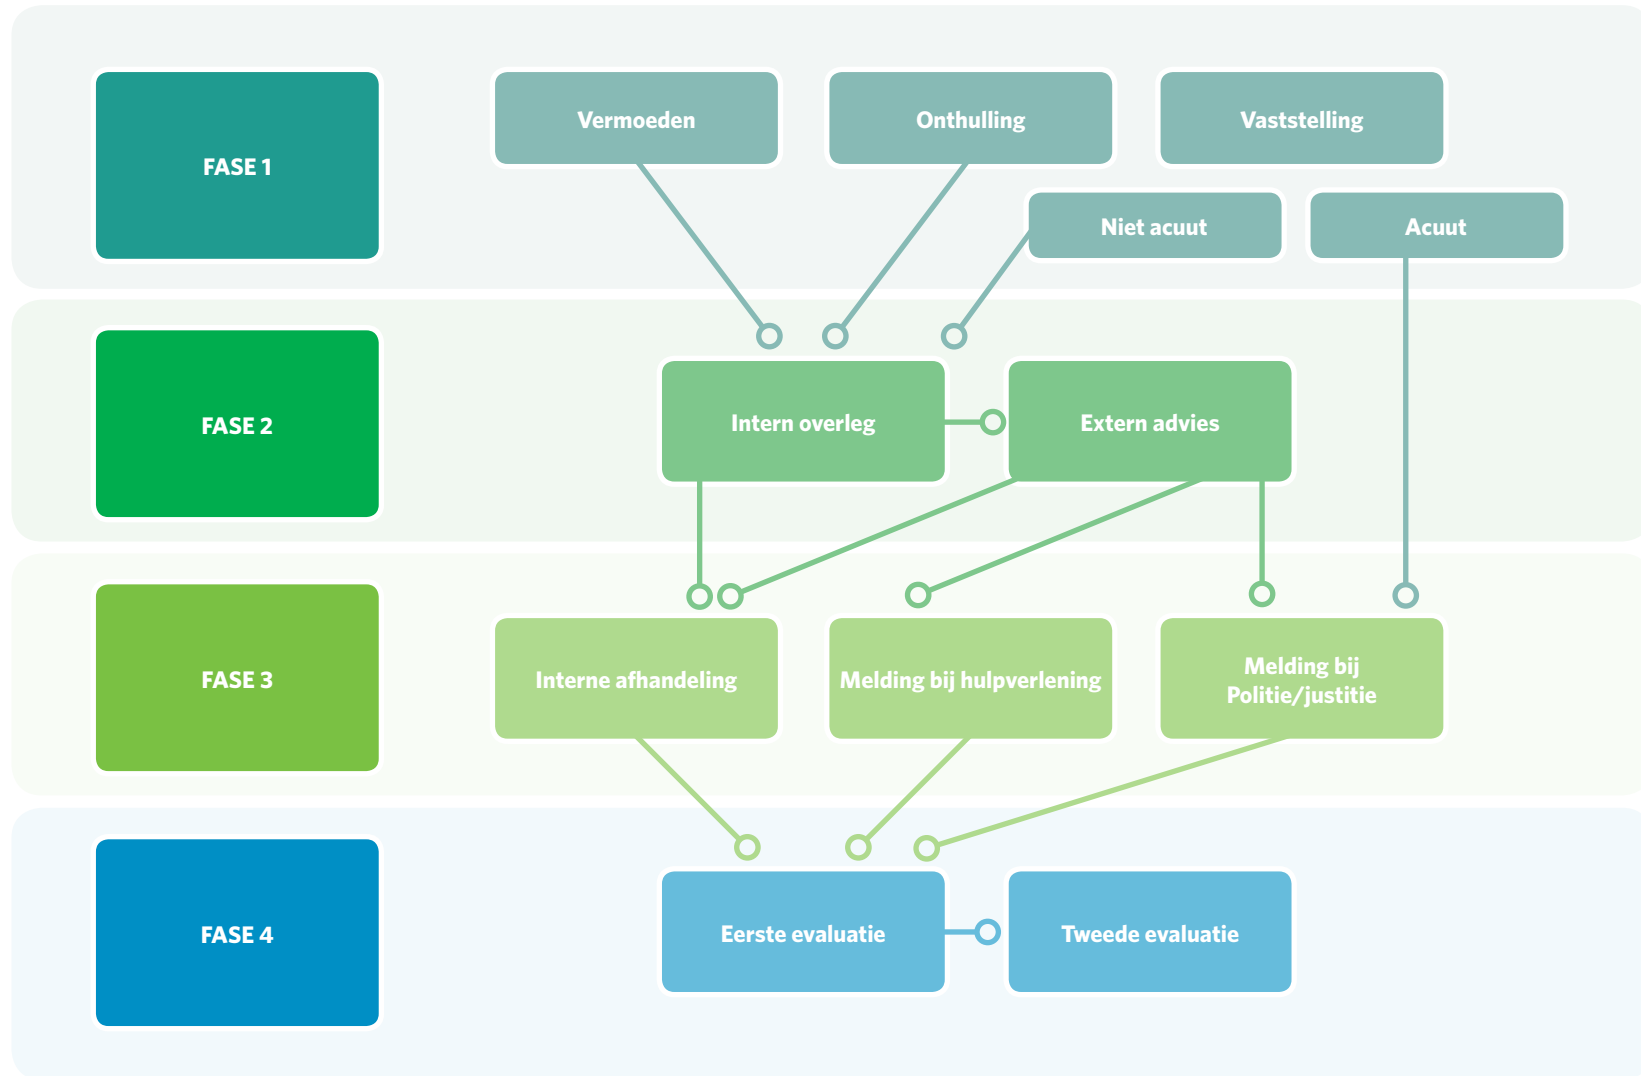 FASE 1
Vermoeden
Onthulling
Vaststelling
Niet acuut
Acuut
FASE 2
Intern overleg
Extern advies
FASE 3
Interne afhandeling
Melding bij hulpverlening
Melding bij
Politie/justitie
FASE 4
Eerste evaluatie
Tweede evaluatie